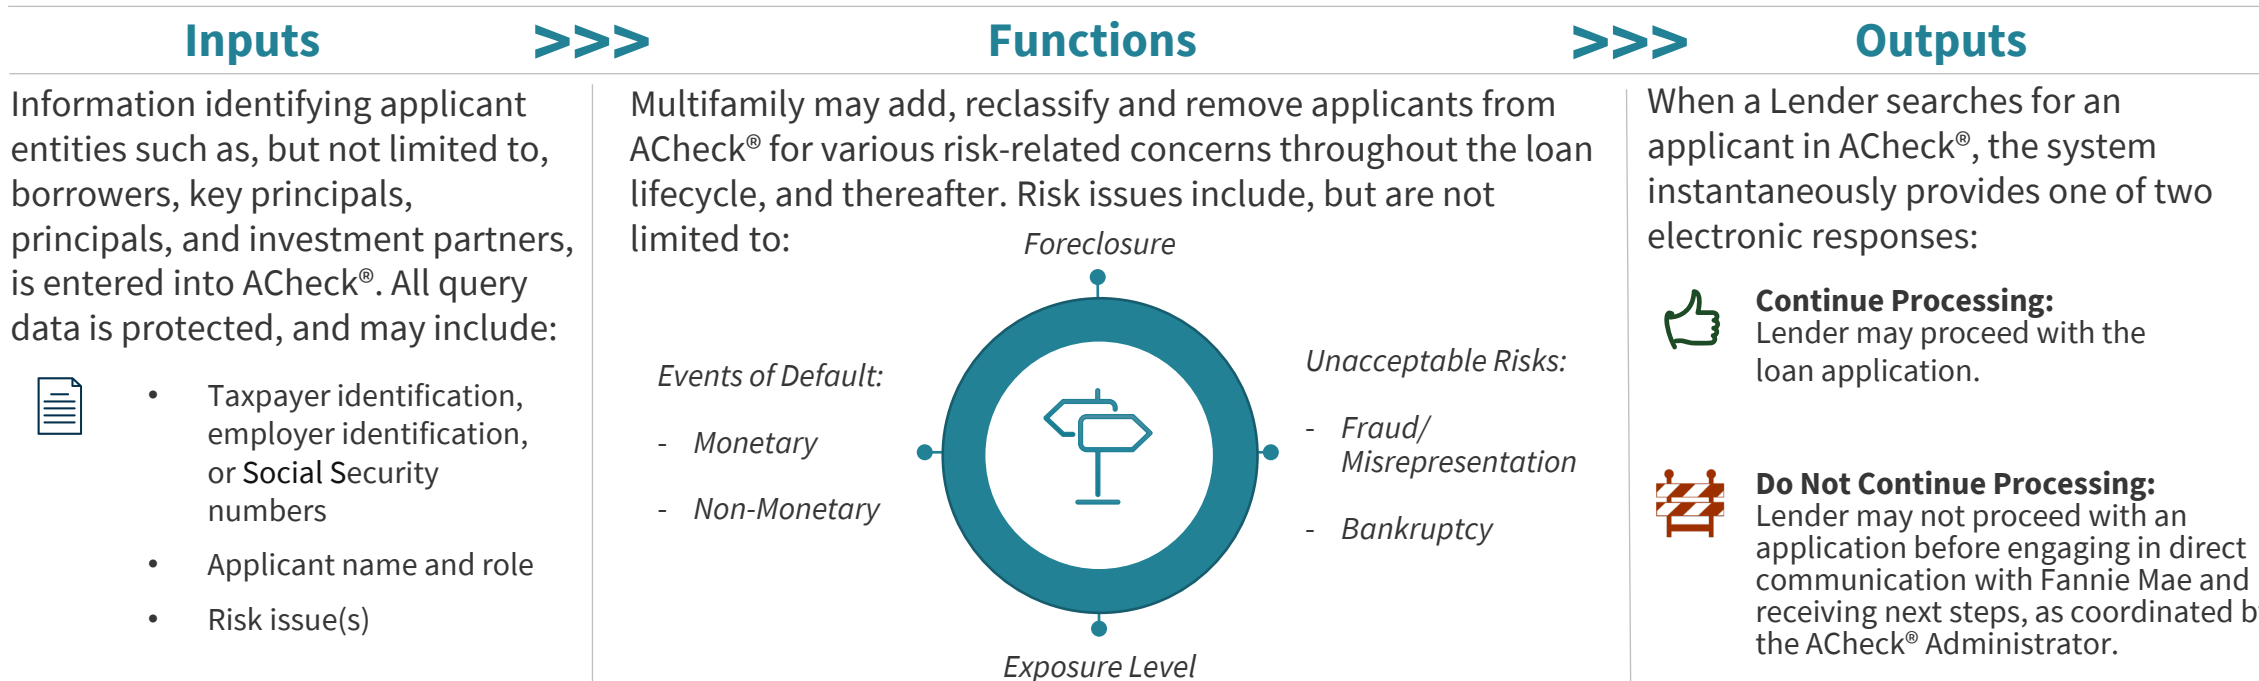 Inputs >>> Functions >>> Outputs
Information identifying applicant
entities such as, but not limited to,
borrowers, key principals,
principals, and investment partners,
is entered into ACheck®. All query
data is protected, and may include:
• Taxpayer identification,
employer identification,
or Social Security
numbers
• Applicant name and role
• Risk issue(s)
Multifamily may add, reclassify and remove applicants from
ACheck® for various risk-related concerns throughout the loan
lifecycle, and thereafter. Risk issues include, but are not
limited to:
Foreclosure
Events of Default:
- Monetary
- Non-Monetary
Unacceptable Risks:
- Fraud/
Misrepresentation
- Bankruptcy
Exposure Level
When a Lender searches for an
applicant in ACheck®, the system
instantaneously provides one of two
electronic responses:
Continue Processing:
Lender may proceed with the
loan application.
Do Not Continue Processing:
Lender may not proceed with an
application before engaging in direct
communication with Fannie Mae and
receiving next steps, as coordinated by
the ACheck® Administrator.